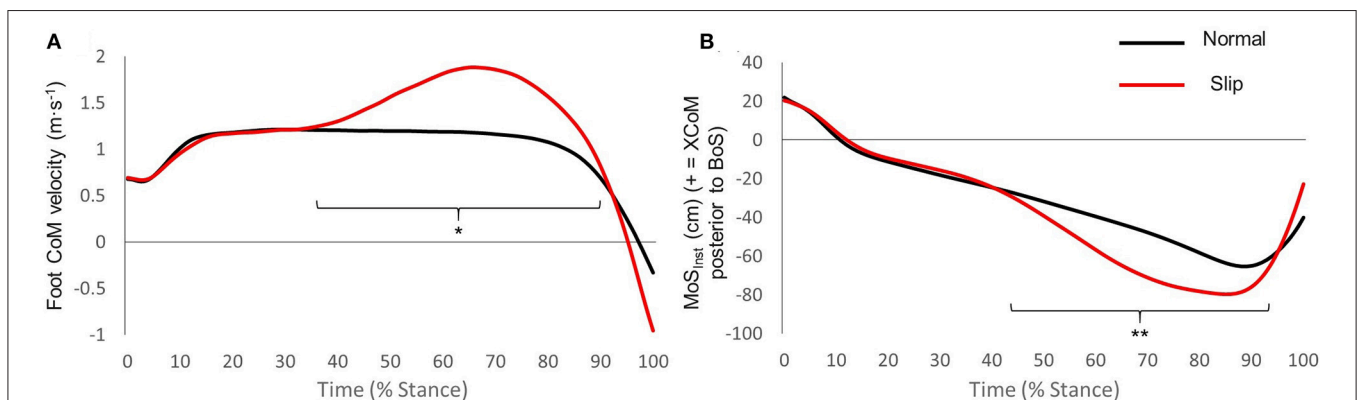 A
Foot CoM velocity (m·s⁻¹)
2
1.5
1
0.5
0
-0.5
-1
*
0 10 20 30 40 50 60 70 80 90 100
Time (% Stance)
B
MoSInst (cm) (+ = XCoM
posterior to BoS)
40
20
0
-20
-40
-60
-80
-100
Normal
Slip
**
0 10 20 30 40 50 60 70 80 90 100
Time (% Stance)